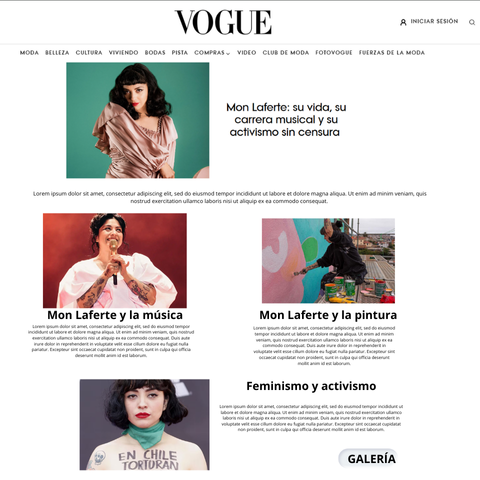 VOGUE
INICIAR SESIÓN
MODA BELLEZA CULTURA VIVIENDO BODAS PISTA COMPRAS VIDEO CLUB DE MODA FOTOVOGUE FUERZAS DE LA MODA
Mon Laferte: su vida, su
carrera musical y su
activismo sin censura
Lorem ipsum dolor sit amet, consectetur adipiscing elit, sed do eiusmod tempor incididunt ut labore et dolore magna aliqua. Ut enim ad minim veniam, quis
nostrud exercitation ullamco laboris nisi ut aliquip ex ea commodo consequat.
Mon Laferte y la música
Lorem ipsum dolor sit amet, consectetur adipiscing elit, sed do eiusmod tempor
incididunt ut labore et dolore magna aliqua. Ut enim ad minim veniam, quis nostrud
exercitation ullamco laboris nisi ut aliquip ex ea commodo consequat. Duis aute
irure dolor in reprehenderit in voluptate velit esse cillum dolore eu fugiat nulla
pariatur. Excepteur sint occaecat cupidatat non proident, sunt in culpa qui officia
deserunt mollit anim id est laborum.
Mon Laferte y la pintura
Lorem ipsum dolor sit amet, consectetur adipiscing elit, sed do eiusmod
tempor incididunt ut labore et dolore magna aliqua. Ut enim ad minim
veniam, quis nostrud exercitation ullamco laboris nisi ut aliquip ex ea
commodo consequat. Duis aute irure dolor in reprehenderit in
voluptate velit esse cillum dolore eu fugiat nulla pariatur. Excepteur
sint occaecat cupidatat non proident, sunt in culpa qui officia deserunt
mollit anim id est laborum.
Feminismo y activismo
Lorem ipsum dolor sit amet, consectetur adipiscing elit, sed do eiusmod tempor incididunt ut labore
et dolore magna aliqua. Ut enim ad minim veniam, quis nostrud exercitation ullamco laboris nisi ut
aliquip ex ea commodo consequat. Duis aute irure dolor in reprehenderit in voluptate
velit esse cillum dolore eu fugiat nulla pariatur. Excepteur sint occaecat cupidatat non
proident, sunt in culpa qui officia deserunt mollit anim id est laborum.
EN CHILE
TORTURAN
GALERÍA